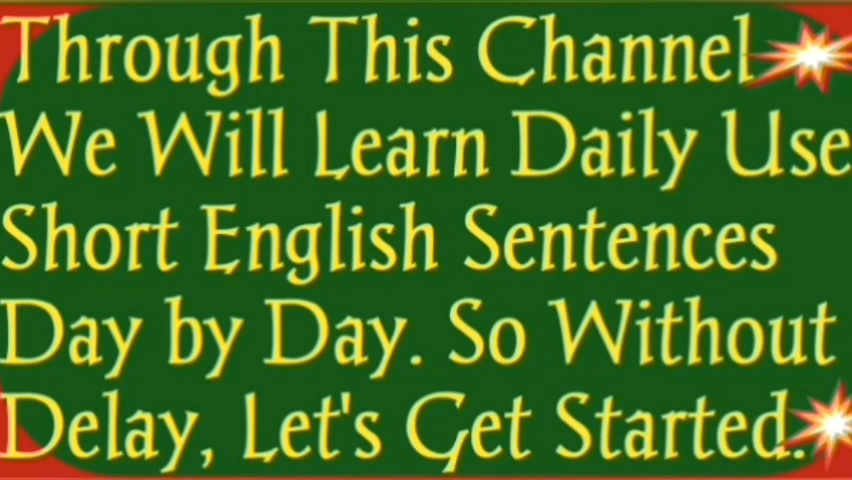 Through This Channel
We Will Learn Daily Use
Short English Sentences
Day by Day. So Without
Delay, Let's Get Started.